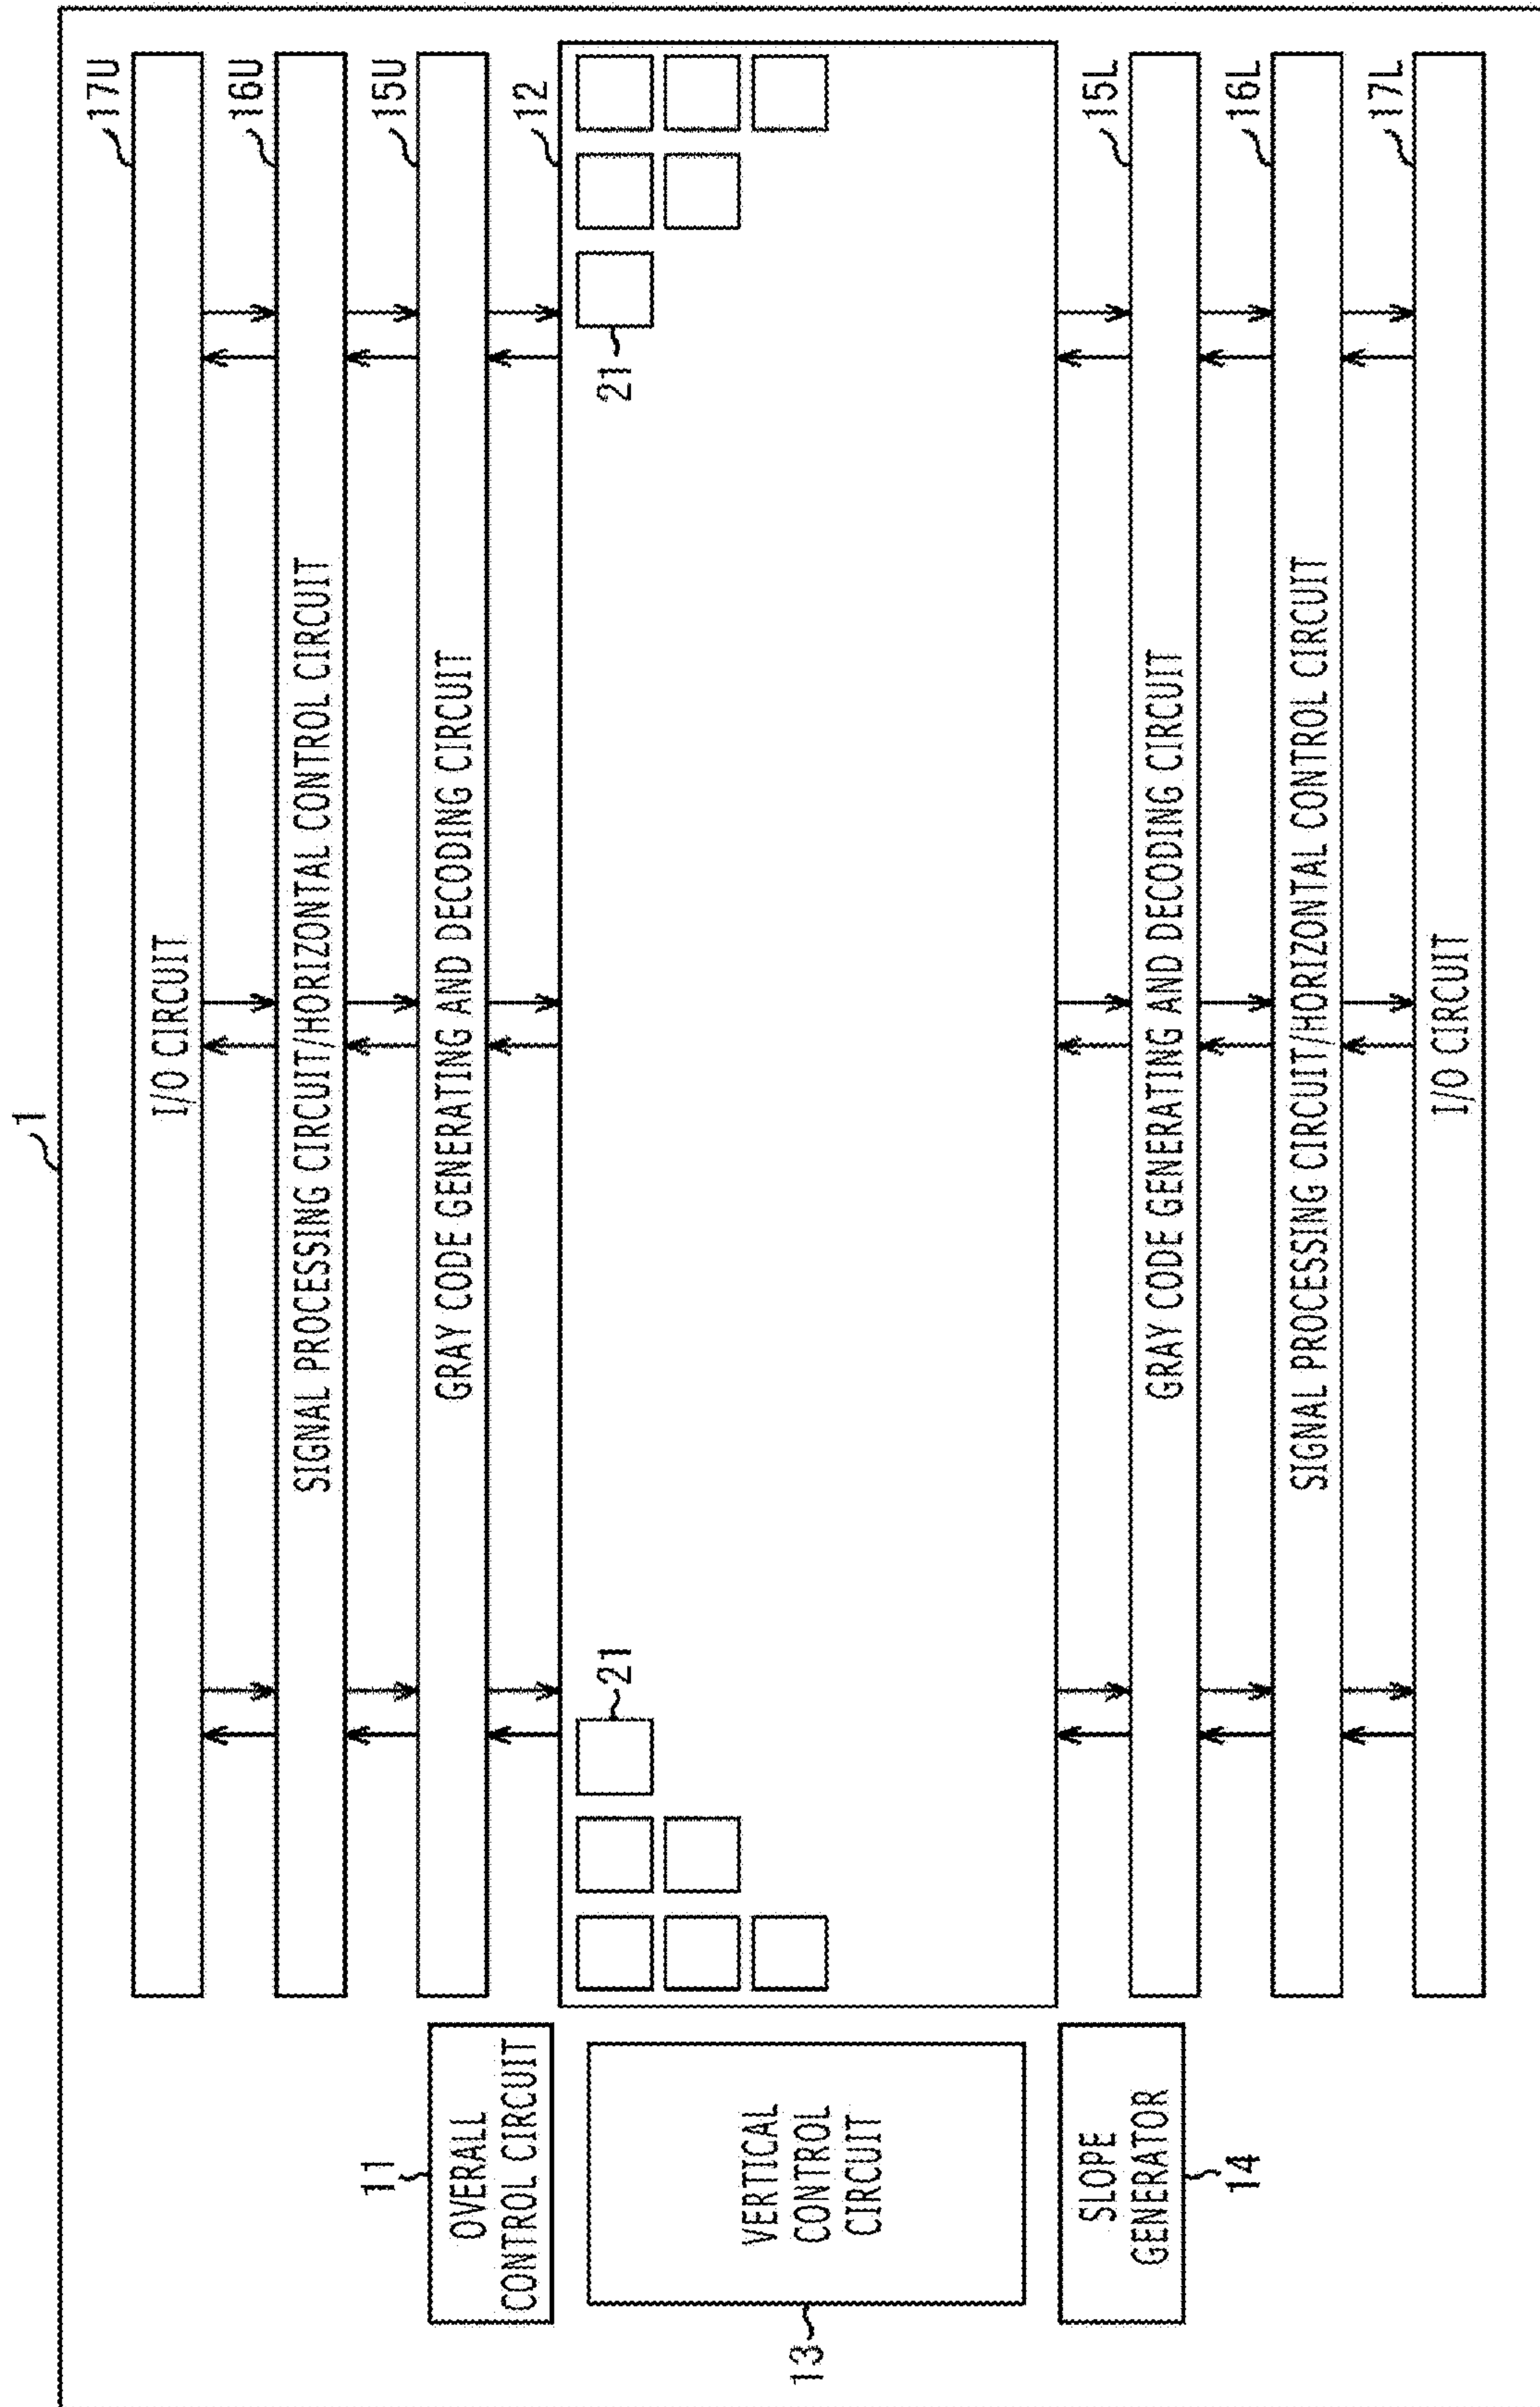 1
17U
I/O CIRCUIT
16U
SIGNAL PROCESSING CIRCUIT/HORIZONTAL CONTROL CIRCUIT
15U
GRAY CODE GENERATING AND DECODING CIRCUIT
12
11
OVERALL
CONTROL CIRCUIT
21
21
VERTICAL
CONTROL
CIRCUIT
13
SLOPE
GENERATOR
14
15L
GRAY CODE GENERATING AND DECODING CIRCUIT
16L
SIGNAL PROCESSING CIRCUIT/HORIZONTAL CONTROL CIRCUIT
17L
I/O CIRCUIT